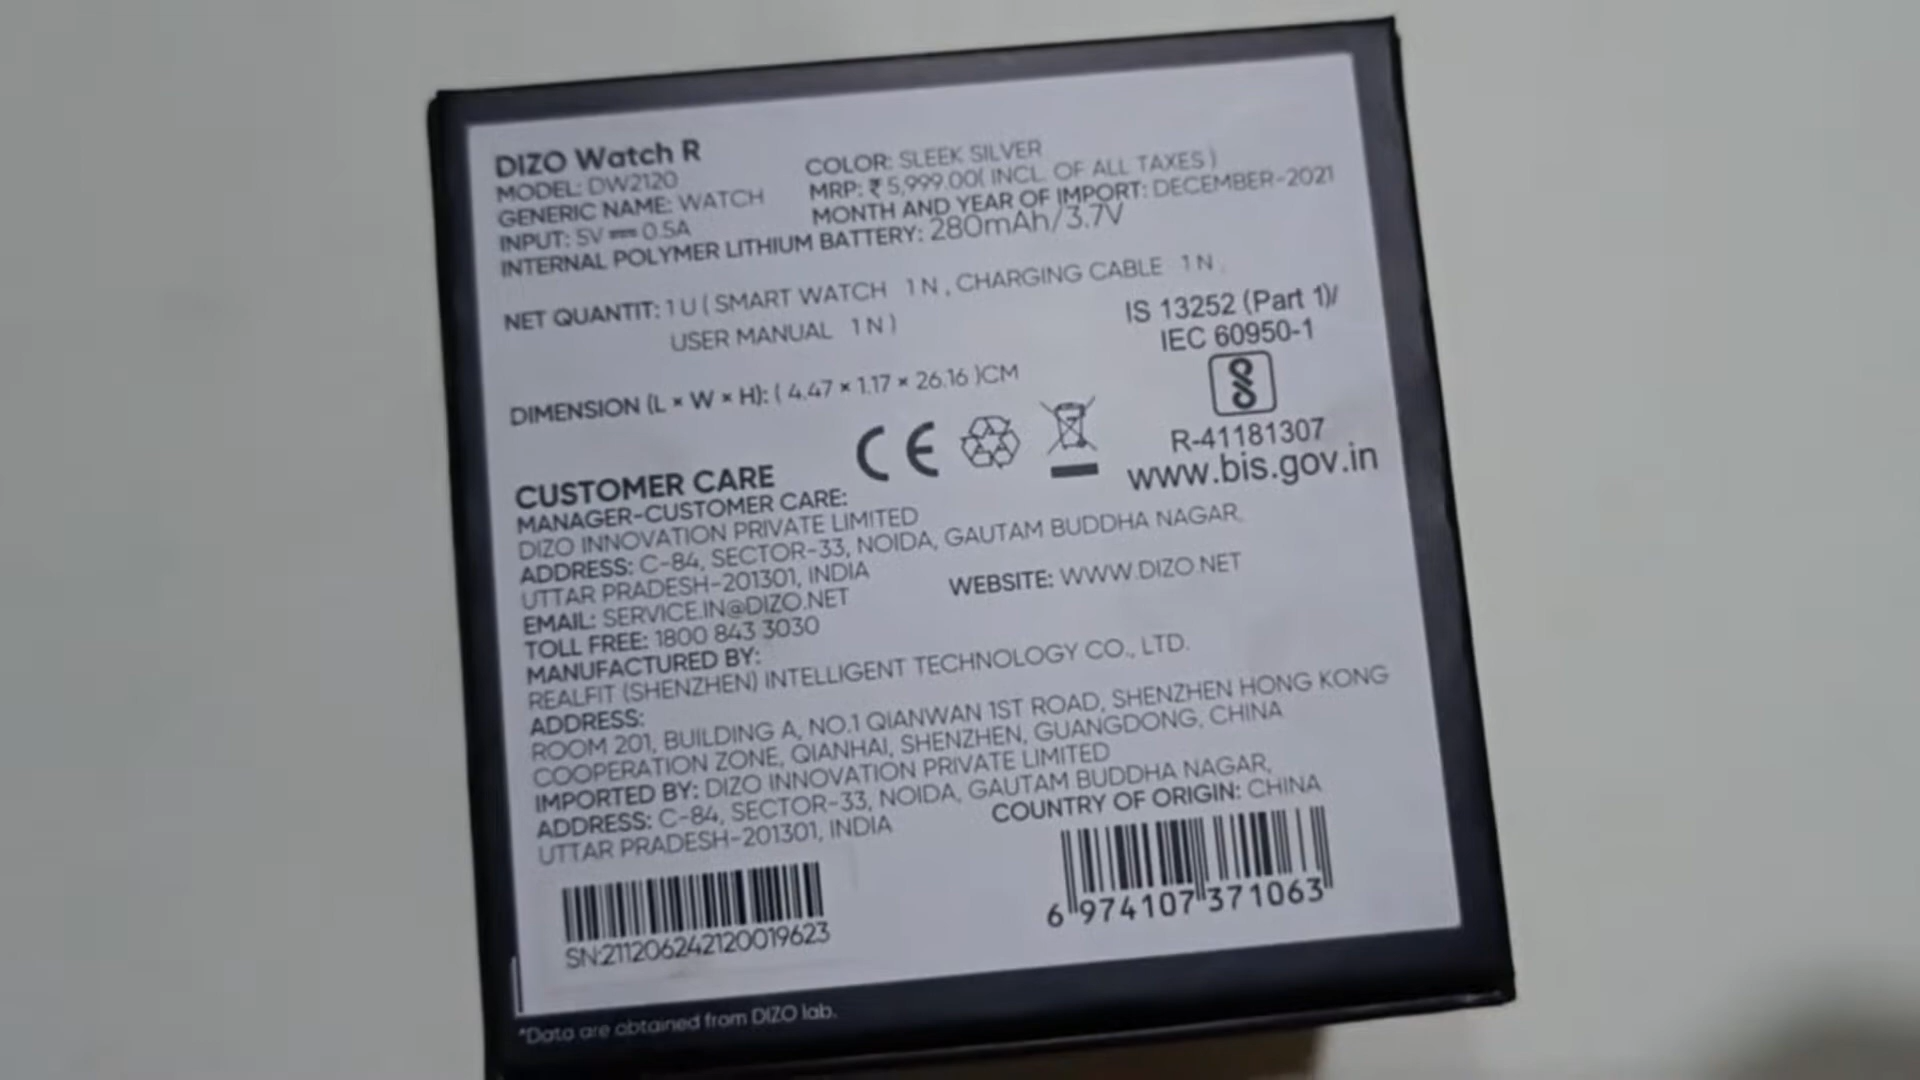 DIZO Watch R
MODEL: DW2120
GENERIC NAME: WATCH
INPUT: 5V⎓0.5A
COLOR: SLEEK SILVER
MRP: ₹ 5,999.00( INCL. OF ALL TAXES )
MONTH AND YEAR OF IMPORT: DECEMBER-2021
INTERNAL POLYMER LITHIUM BATTERY: 280mAh/3.7V
NET QUANTIT: 1 U ( SMART WATCH 1 N , CHARGING CABLE 1 N ,
USER MANUAL 1 N )
IS 13252 (Part 1)/
IEC 60950-1
DIMENSION (L × W × H): ( 4.47 × 1.17 × 26.16 )CM
CE
R-41181307
www.bis.gov.in
CUSTOMER CARE
MANAGER-CUSTOMER CARE:
DIZO INNOVATION PRIVATE LIMITED
ADDRESS: C-84, SECTOR-33, NOIDA, GAUTAM BUDDHA NAGAR,
UTTAR PRADESH-201301, INDIA
EMAIL: SERVICE.IN@DIZO.NET
WEBSITE: WWW.DIZO.NET
TOLL FREE: 1800 843 3030
MANUFACTURED BY:
REALFIT (SHENZHEN) INTELLIGENT TECHNOLOGY CO., LTD.
ADDRESS:
ROOM 201, BUILDING A, NO.1 QIANWAN 1ST ROAD, SHENZHEN HONG KONG
COOPERATION ZONE, QIANHAI, SHENZHEN, GUANGDONG, CHINA
IMPORTED BY: DIZO INNOVATION PRIVATE LIMITED
ADDRESS: C-84, SECTOR-33, NOIDA, GAUTAM BUDDHA NAGAR,
UTTAR PRADESH-201301, INDIA
COUNTRY OF ORIGIN: CHINA
SN:211206242120019623
6 974107 371063
*Data are obtained from DIZO lab.